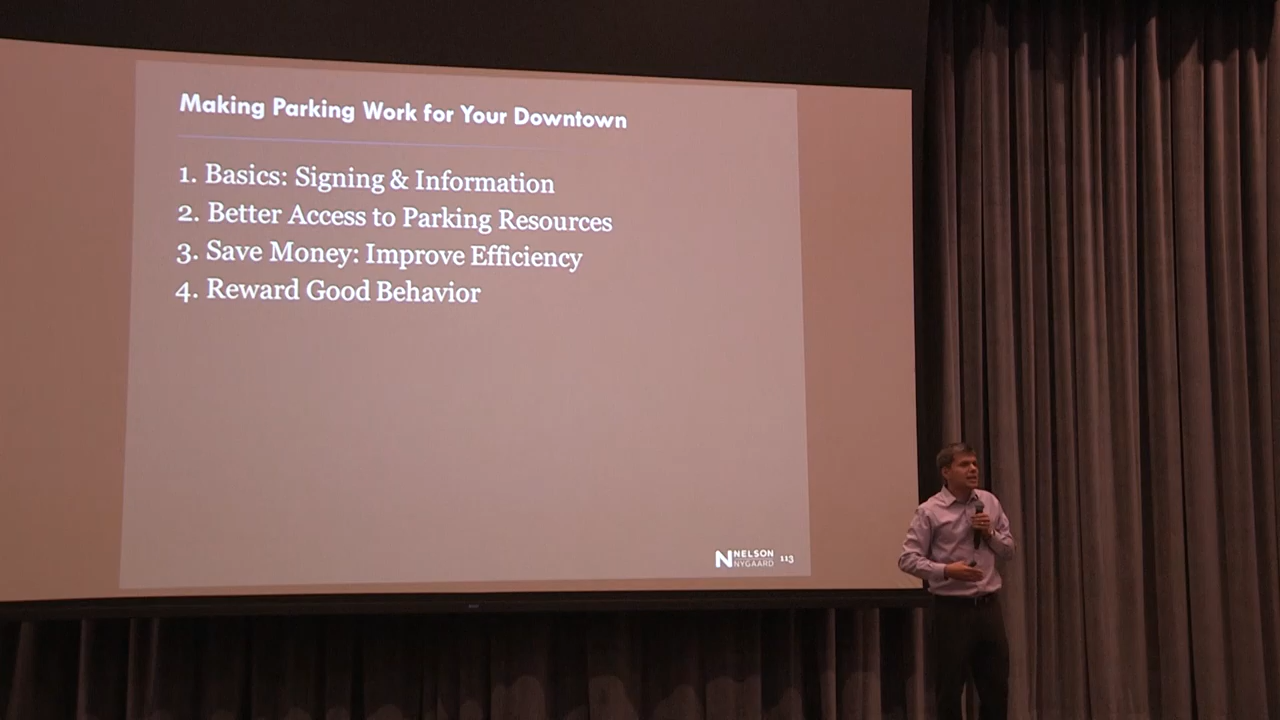 Making Parking Work for Your Downtown
1. Basics: Signing & Information
2. Better Access to Parking Resources
3. Save Money: Improve Efficiency
4. Reward Good Behavior
NELSON
NYGAARD
113